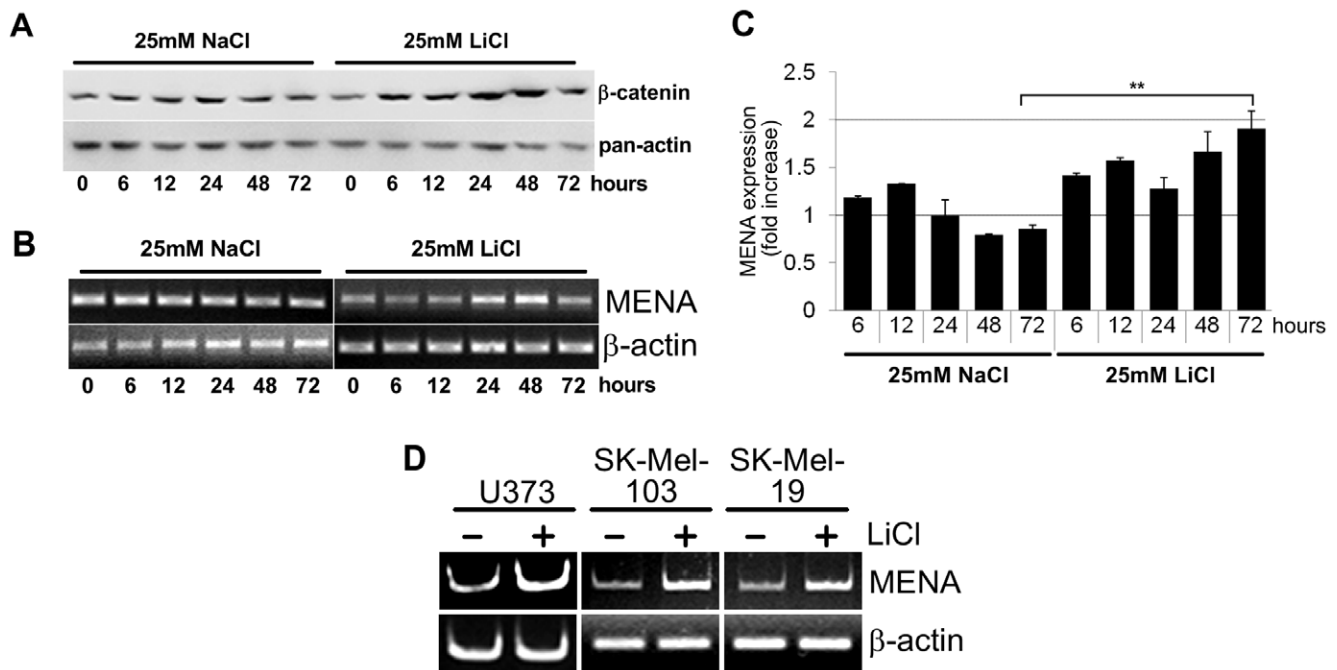 A
25mM NaCl 25mM LiCl
β-catenin
pan-actin
0 6 12 24 48 72 0 6 12 24 48 72 hours
B
25mM NaCl 25mM LiCl
MENA
β-actin
0 6 12 24 48 72 0 6 12 24 48 72 hours
C
MENA expression
(fold increase)
2.5
2
1.5
1
0.5
0
**
6 12 24 48 72 6 12 24 48 72 hours
25mM NaCl 25mM LiCl
D
U373 SK-Mel-103 SK-Mel-19
− + − + − + LiCl
MENA
β-actin